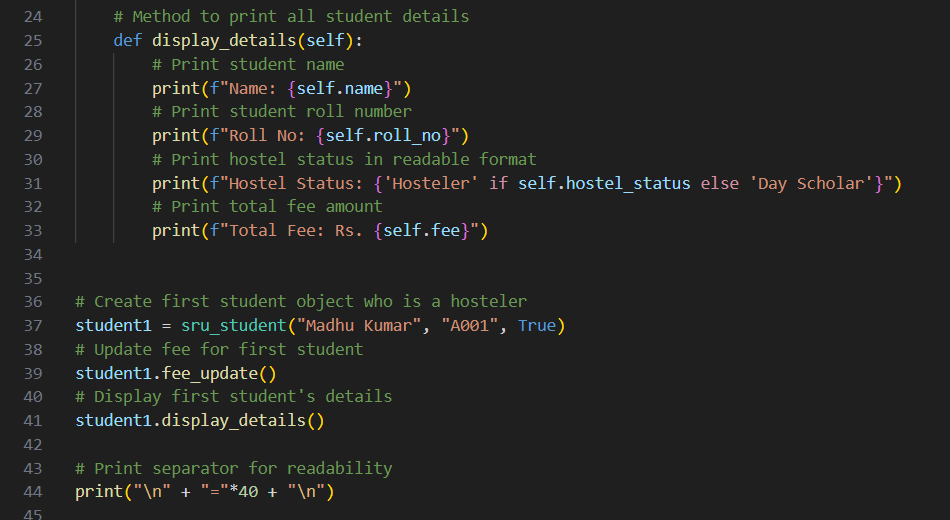 24 # Method to print all student details
25 def display_details(self):
26 # Print student name
27 print(f"Name: {self.name}")
28 # Print student roll number
29 print(f"Roll No: {self.roll_no}")
30 # Print hostel status in readable format
31 print(f"Hostel Status: {'Hosteler' if self.hostel_status else 'Day Scholar'}")
32 # Print total fee amount
33 print(f"Total Fee: Rs. {self.fee}")
34
35
36 # Create first student object who is a hosteler
37 student1 = sru_student("Madhu Kumar", "A001", True)
38 # Update fee for first student
39 student1.fee_update()
40 # Display first student's details
41 student1.display_details()
42
43 # Print separator for readability
44 print("\n" + "="*40 + "\n")
45